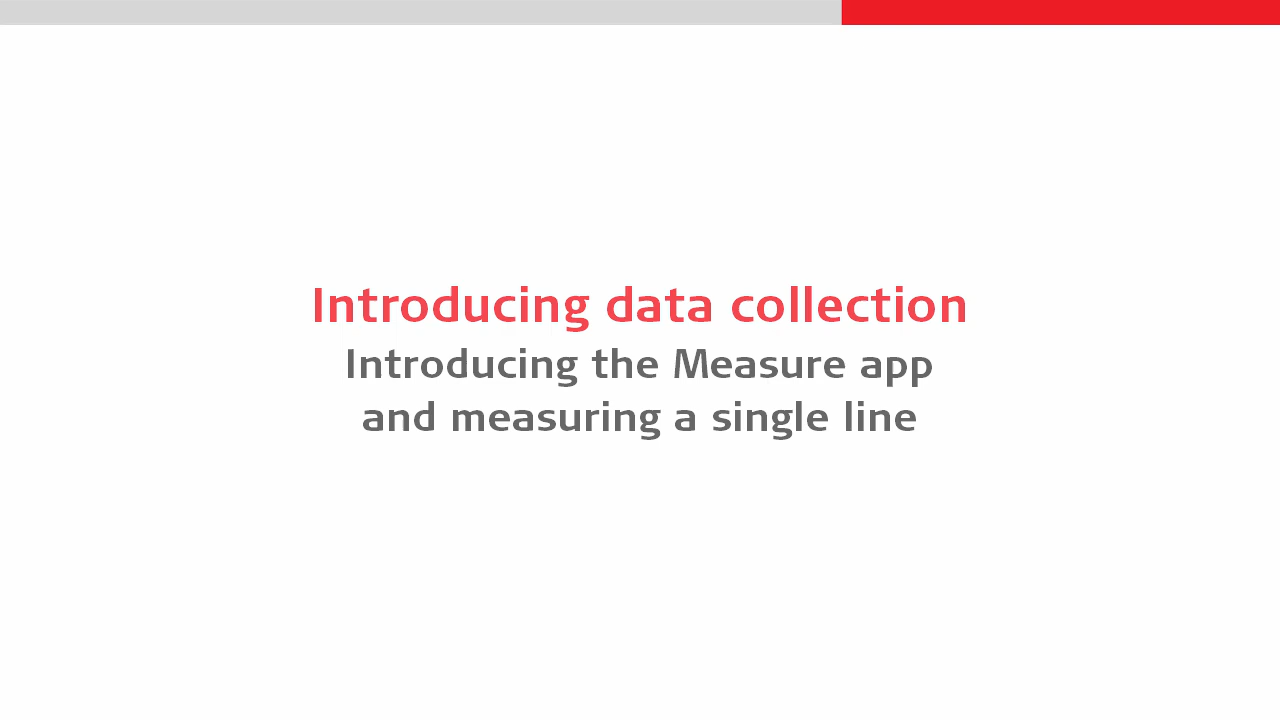 Introducing data collection
Introducing the Measure app
and measuring a single line